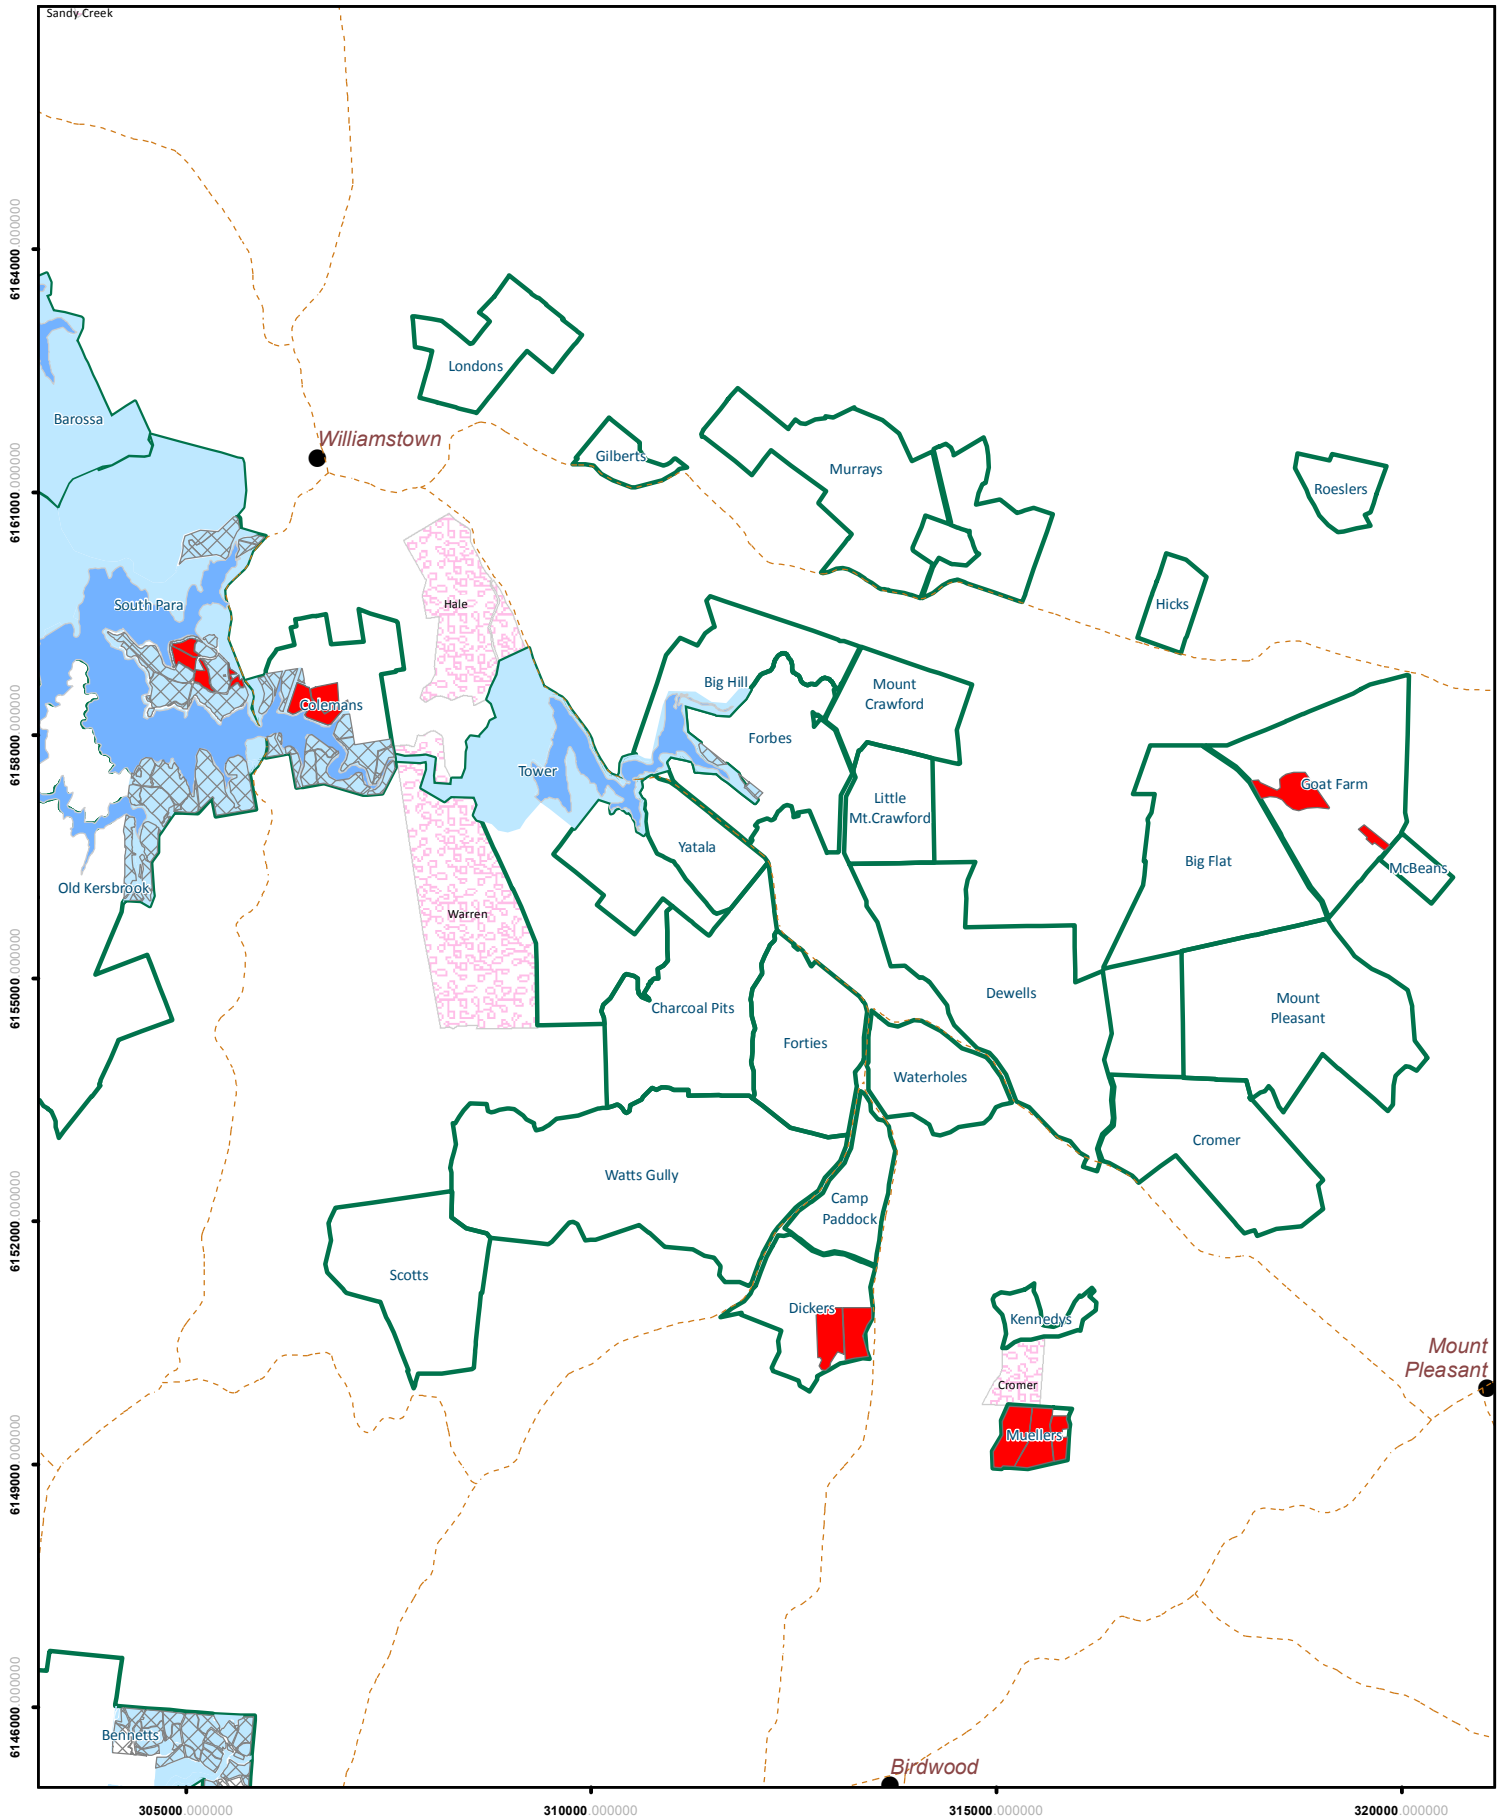 Sandy Creek
6164000.000000
Londons
Barossa
Williamstown
Gilberts
Murrays
6161000.000000
Roeslers
Hale
South Para
Hicks
Big Hill
Mount
Crawford
Colemans
Forbes
6158000.000000
Tower
Goat Farm
Little
Mt.Crawford
Yatala
Big Flat
McBeans
Old Kersbrook
Warren
6155000.000000
Dewells
Charcoal Pits
Mount
Pleasant
Forties
Waterholes
Cromer
Watts Gully
Camp
Paddock
6152000.000000
Scotts
Dickers
Kennedys
Mount
Pleasant
Cromer
Muellers
6149000.000000
6146000.000000
Bennetts
Birdwood
305000.000000
310000.000000
315000.000000
320000.000000